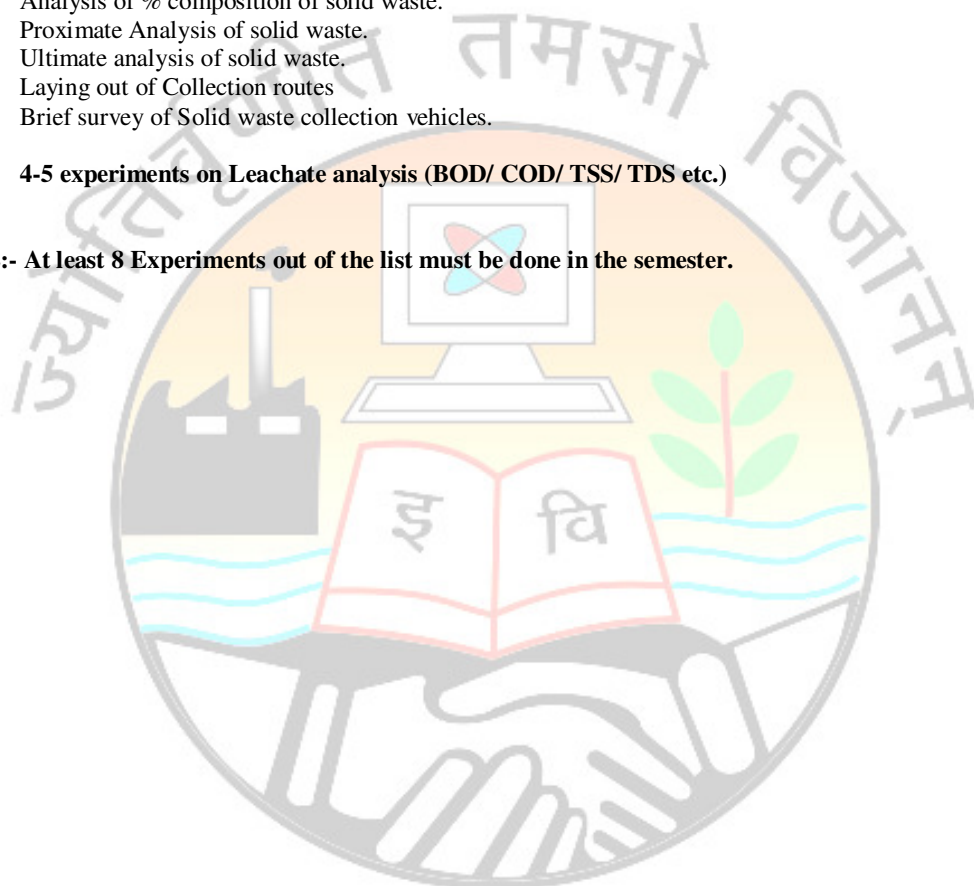 Analysis of % composition of solid waste.
Proximate Analysis of solid waste.
Ultimate analysis of solid waste.
Laying out of Collection routes
Brief survey of Solid waste collection vehicles.
4-5 experiments on Leachate analysis (BOD/ COD/ TSS/ TDS etc.)
:- At least 8 Experiments out of the list must be done in the semester.
ज्योतिर्वृणीत तमसो विजानन्
इ वि